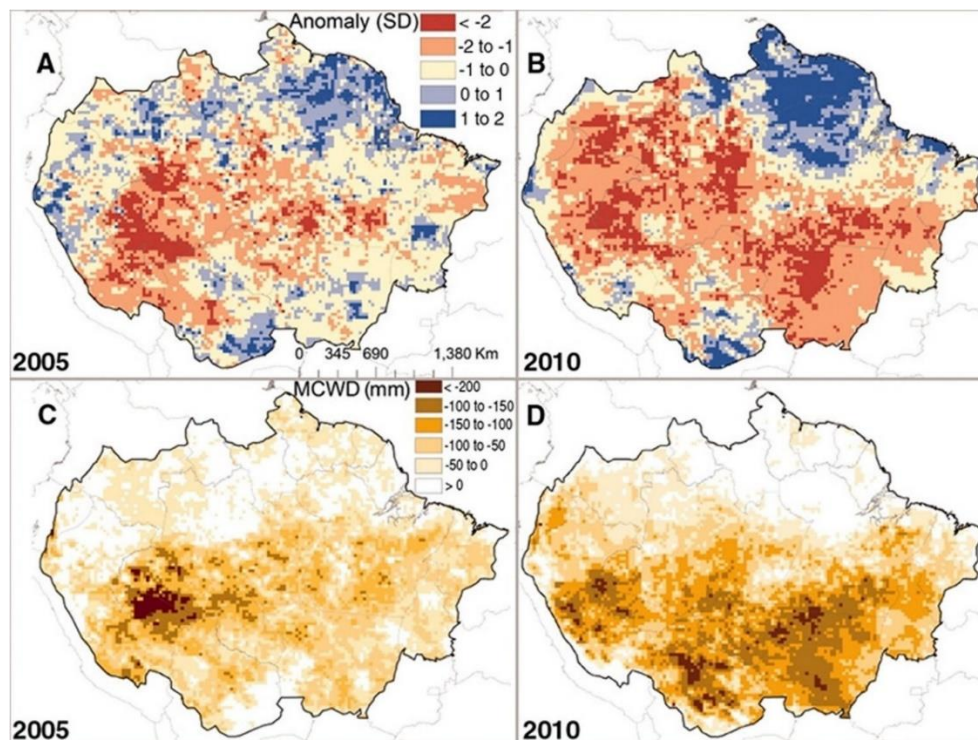 A
Anomaly (SD)
< -2
-2 to -1
-1 to 0
0 to 1
1 to 2
2005
0 345 690 1,380 Km
B
2010
C
MCWD (mm)
< -200
-100 to -150
-150 to -100
-100 to -50
-50 to 0
> 0
2005
D
2010